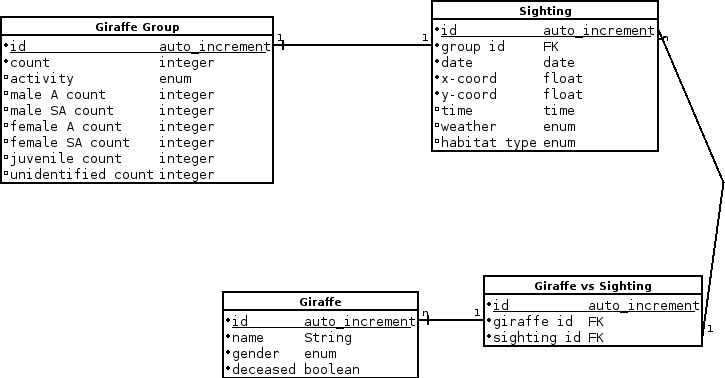 Giraffe Group
id auto_increment
count integer
activity enum
male A count integer
male SA count integer
female A count integer
female SA count integer
juvenile count integer
unidentified count integer
1
1
Sighting
id auto_increment
group id FK
date date
x-coord float
y-coord float
time time
weather enum
habitat type enum
n
Giraffe
id auto_increment
name String
gender enum
deceased boolean
n
1
Giraffe vs Sighting
id auto_increment
giraffe id FK
sighting id FK
1